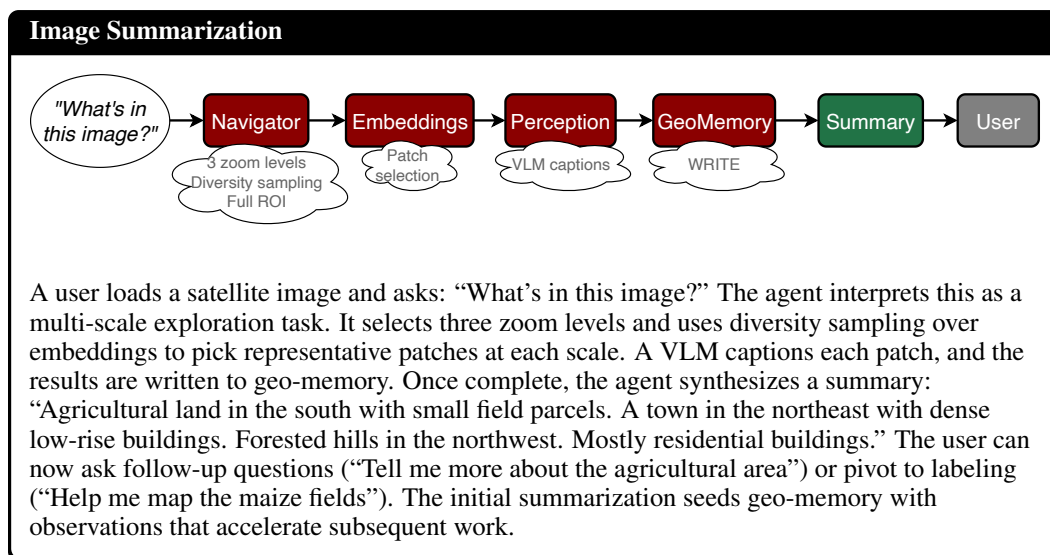 Image Summarization
"What's in
this image?"
Navigator
Embeddings
Perception
GeoMemory
Summary
User
3 zoom levels
Diversity sampling
Full ROI
Patch
selection
VLM captions
WRITE
A user loads a satellite image and asks: “What’s in this image?” The agent interprets this as a
multi-scale exploration task. It selects three zoom levels and uses diversity sampling over
embeddings to pick representative patches at each scale. A VLM captions each patch, and the
results are written to geo-memory. Once complete, the agent synthesizes a summary:
“Agricultural land in the south with small field parcels. A town in the northeast with dense
low-rise buildings. Forested hills in the northwest. Mostly residential buildings.” The user can
now ask follow-up questions (“Tell me more about the agricultural area”) or pivot to labeling
(“Help me map the maize fields”). The initial summarization seeds geo-memory with
observations that accelerate subsequent work.